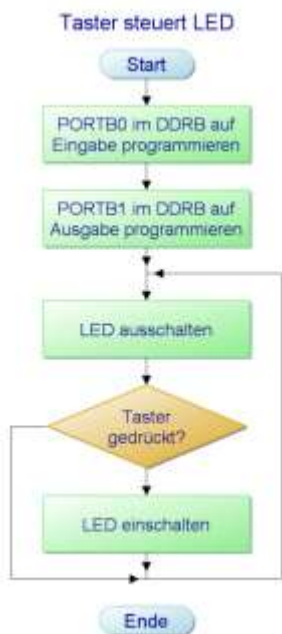 Taster steuert LED
Start
PORTB0 im DDRB auf
Eingabe programmieren
PORTB1 im DDRB auf
Ausgabe programmieren
LED ausschalten
Taster
gedrückt?
LED einschalten
Ende